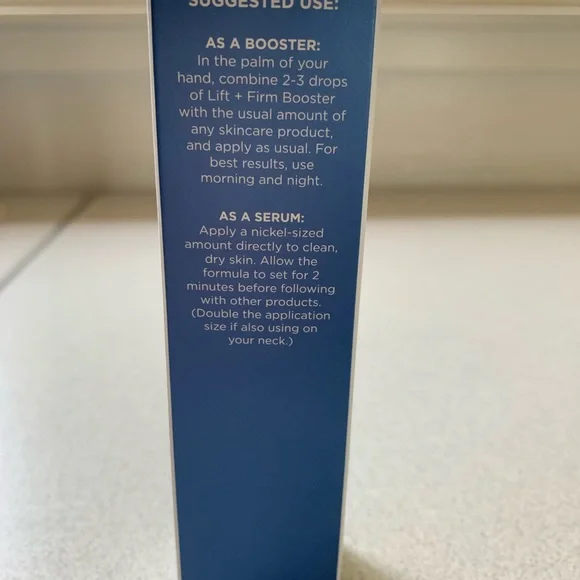 SUGGESTED USE:
AS A BOOSTER:
In the palm of your
hand, combine 2-3 drops
of Lift + Firm Booster
with the usual amount of
any skincare product,
and apply as usual. For
best results, use
morning and night.
AS A SERUM:
Apply a nickel-sized
amount directly to clean,
dry skin. Allow the
formula to set for 2
minutes before following
with other products.
(Double the application
size if also using on
your neck.)